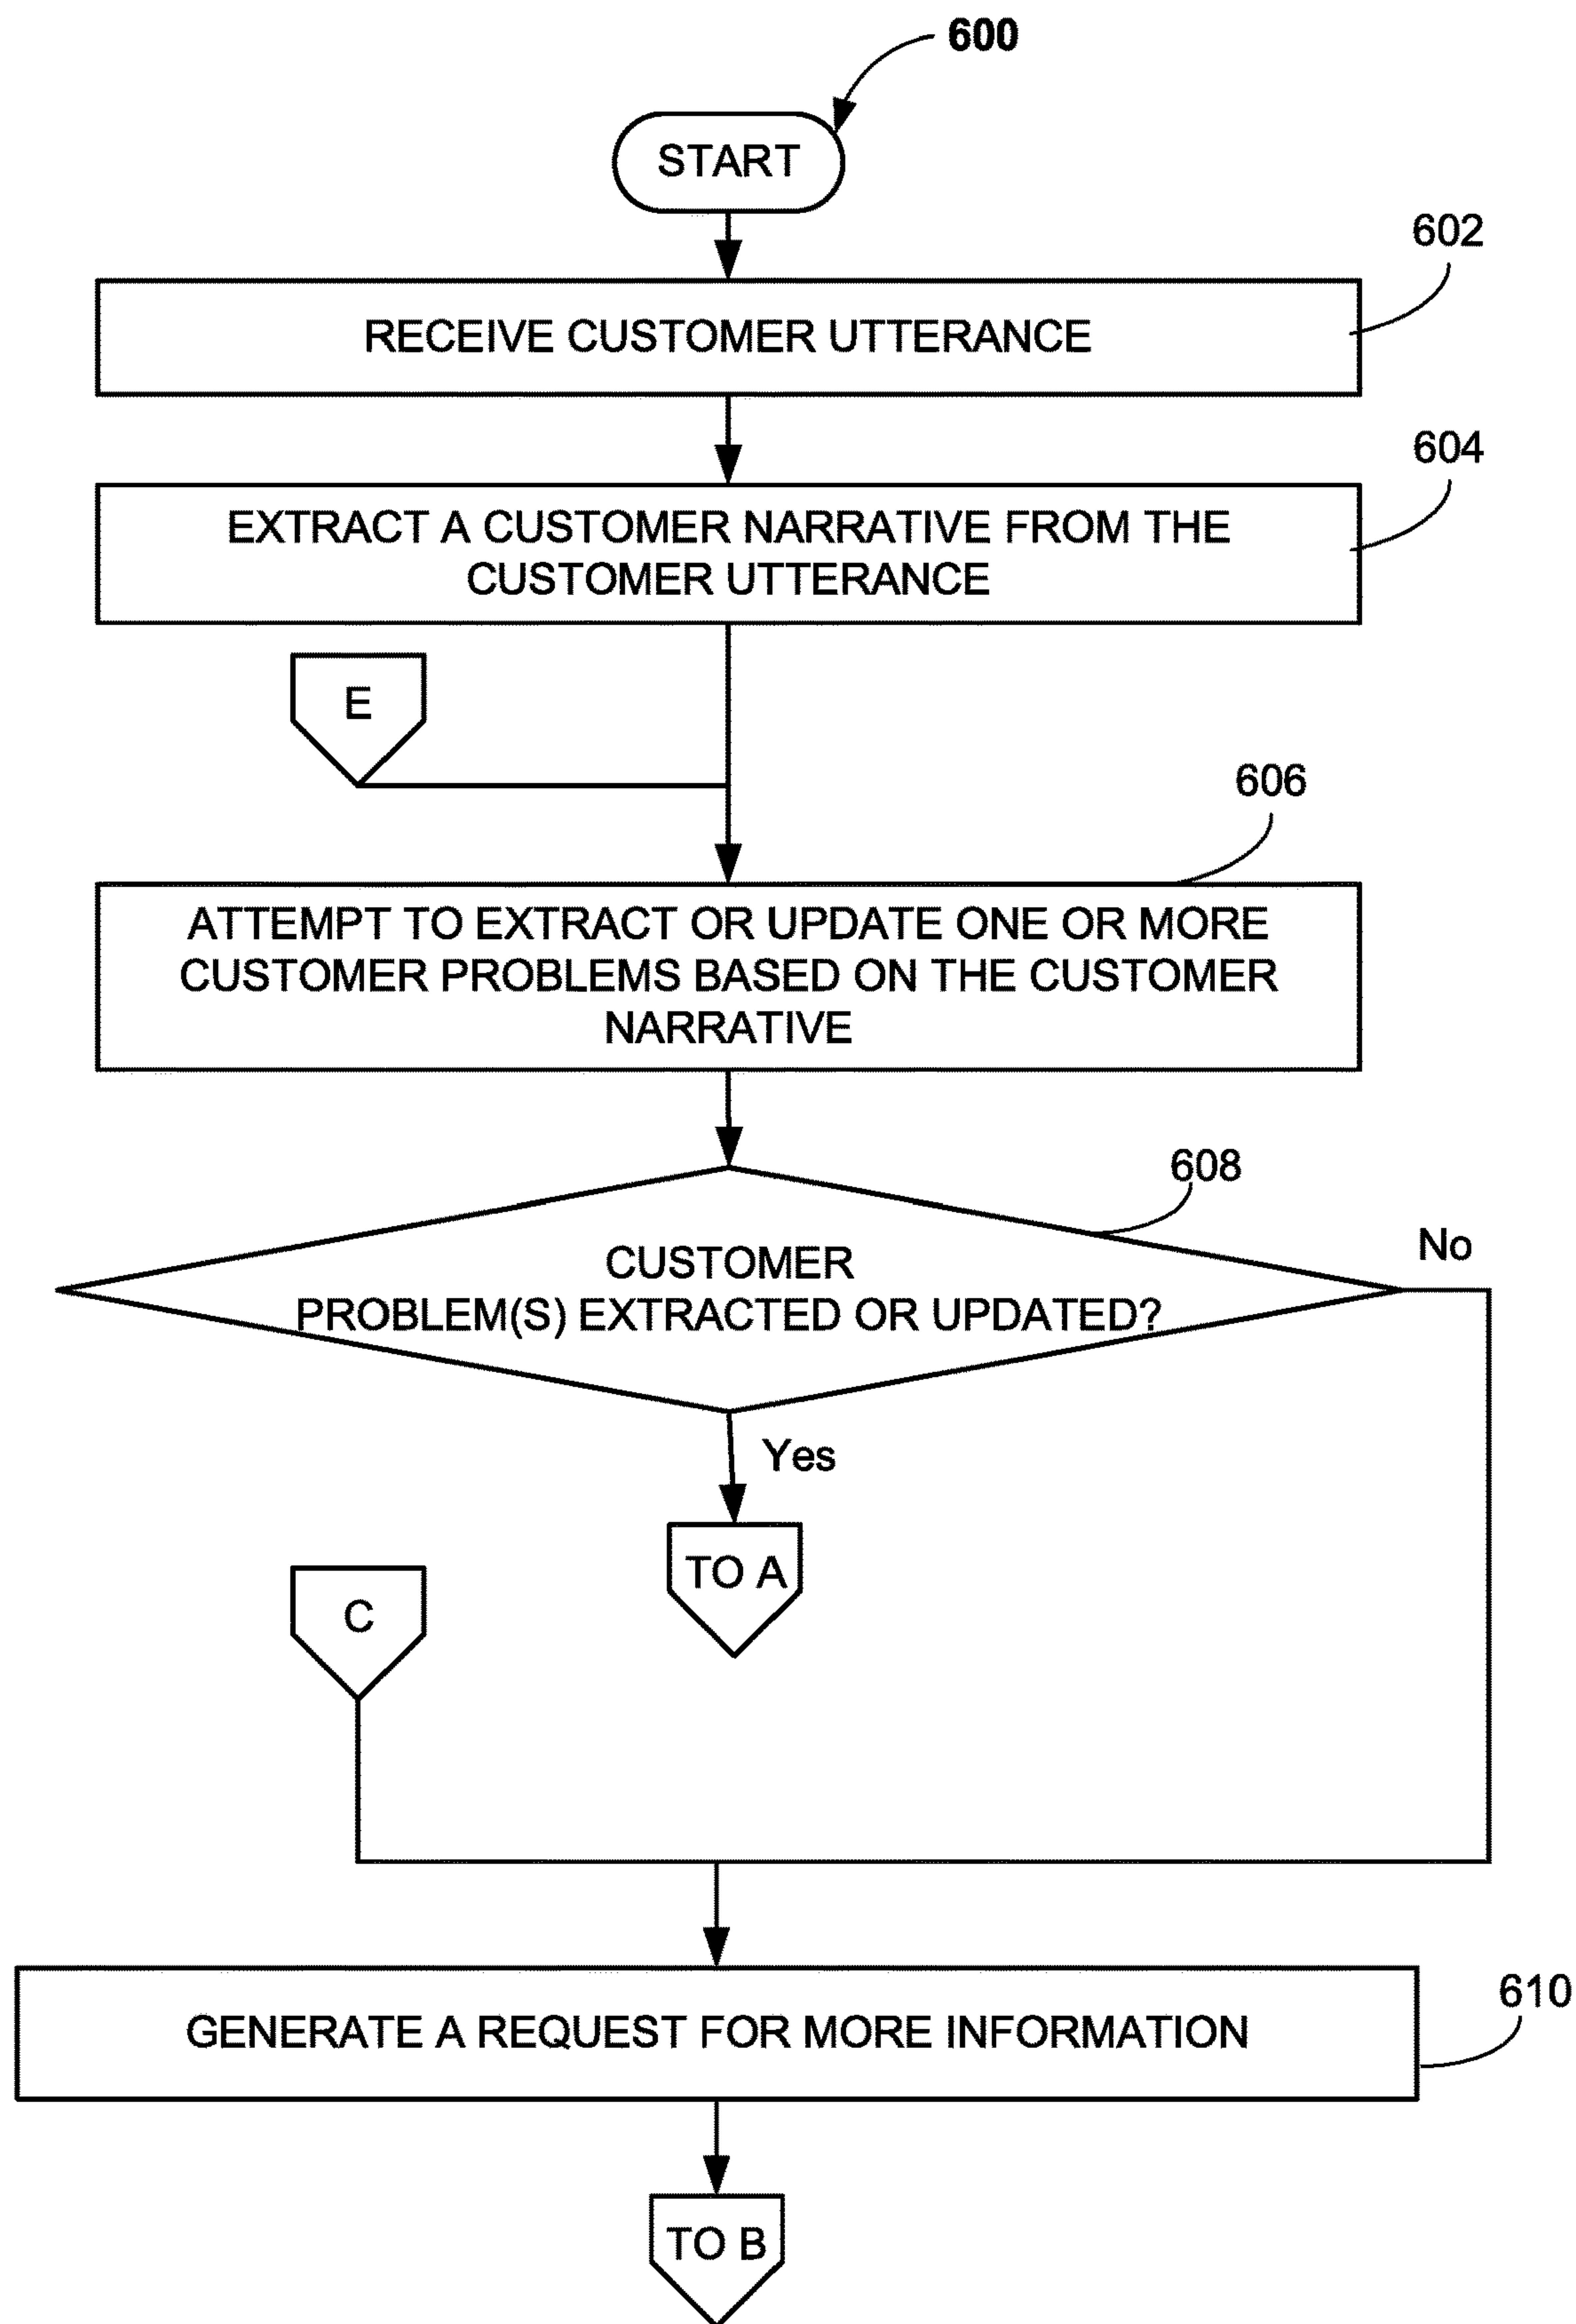 600
START
602
RECEIVE CUSTOMER UTTERANCE
604
EXTRACT A CUSTOMER NARRATIVE FROM THE
CUSTOMER UTTERANCE
E
606
ATTEMPT TO EXTRACT OR UPDATE ONE OR MORE
CUSTOMER PROBLEMS BASED ON THE CUSTOMER
NARRATIVE
608
No
CUSTOMER
PROBLEM(S) EXTRACTED OR UPDATED?
Yes
TO A
C
610
GENERATE A REQUEST FOR MORE INFORMATION
TO B